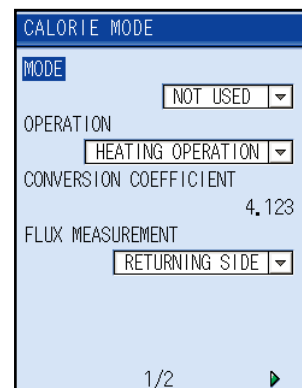 CALORIE MODE
MODE
NOT USED
OPERATION
HEATING OPERATION
CONVERSION COEFFICIENT
4.123
FLUX MEASUREMENT
RETURNING SIDE
1/2